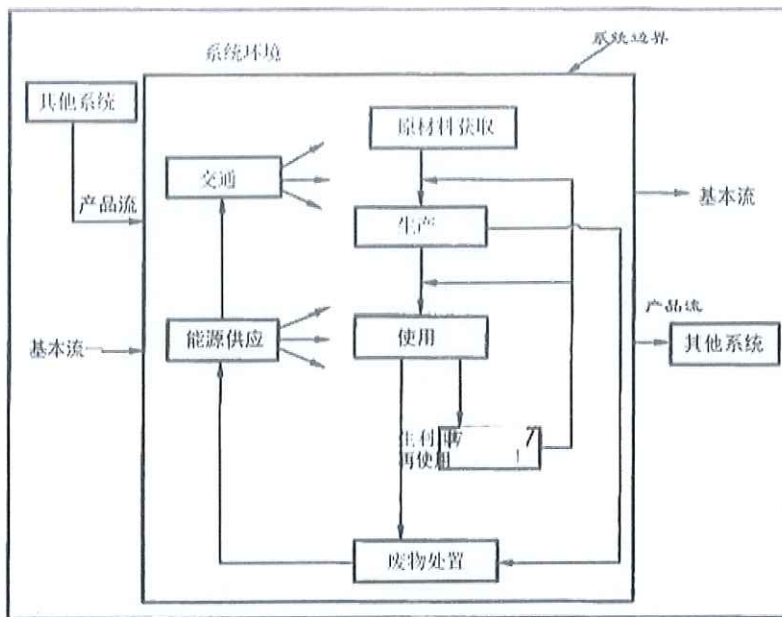 系统环境
系统边界
其他系统
原材料获取
交通
产品流
基本流
生产
产品流
基本流
能源供应
使用
其他系统
再使用
废物处置